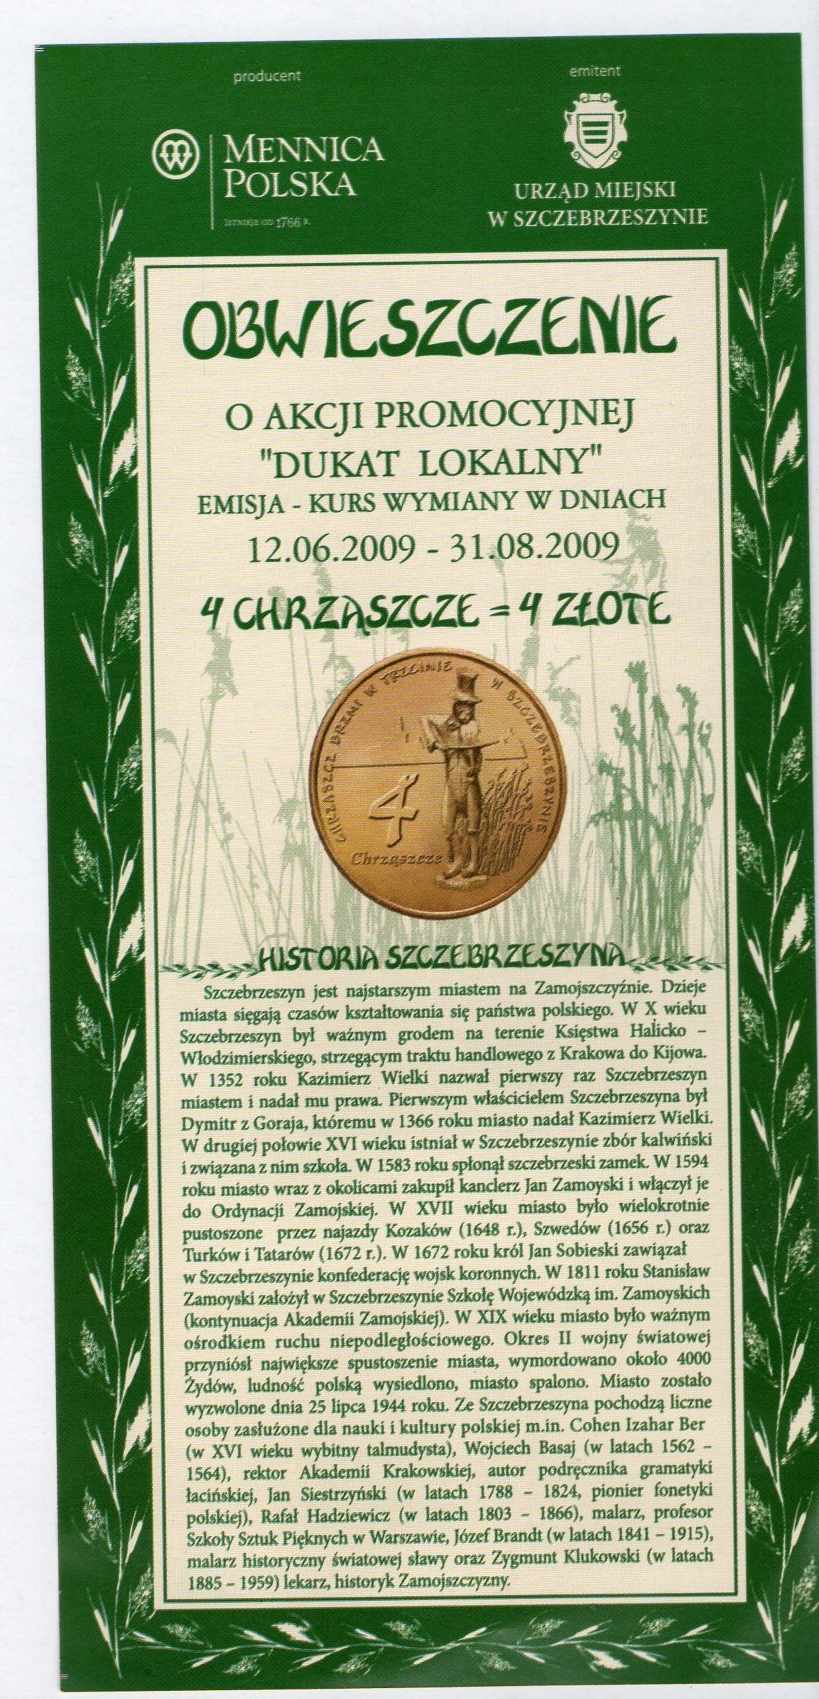 producent
emitent
MENNICA
POLSKA
ISTNIEJE OD 1766 R.
URZĄD MIEJSKI
W SZCZEBRZESZYNIE
OBWIESZCZENIE
O AKCJI PROMOCYJNEJ
"DUKAT LOKALNY"
EMISJA - KURS WYMIANY W DNIACH
12.06.2009 - 31.08.2009
4 CHRZĄSZCZE = 4 ZŁOTE
CHRZĄSZCZ BRZMI W TRZCINIE W SZCZEBRZESZYNIE
4
Chrząszcze
HISTORIA SZCZEBRZESZYNA
Szczebrzeszyn jest najstarszym miastem na Zamojszczyźnie. Dzieje
miasta sięgają czasów kształtowania się państwa polskiego. W X wieku
Szczebrzeszyn był ważnym grodem na terenie Księstwa Halicko –
Włodzimierskiego, strzegącym traktu handlowego z Krakowa do Kijowa.
W 1352 roku Kazimierz Wielki nazwał pierwszy raz Szczebrzeszyn
miastem i nadał mu prawa. Pierwszym właścicielem Szczebrzeszyna był
Dymitr z Goraja, któremu w 1366 roku miasto nadał Kazimierz Wielki.
W drugiej połowie XVI wieku istniał w Szczebrzeszynie zbór kalwiński
i związana z nim szkoła. W 1583 roku spłonął szczebrzeski zamek. W 1594
roku miasto wraz z okolicami zakupił kanclerz Jan Zamoyski i włączył je
do Ordynacji Zamojskiej. W XVII wieku miasto było wielokrotnie
pustoszone przez najazdy Kozaków (1648 r.), Szwedów (1656 r.) oraz
Turków i Tatarów (1672 r.). W 1672 roku król Jan Sobieski zawiązał
w Szczebrzeszynie konfederację wojsk koronnych. W 1811 roku Stanisław
Zamoyski założył w Szczebrzeszynie Szkołę Wojewódzką im. Zamoyskich
(kontynuacja Akademii Zamojskiej). W XIX wieku miasto było ważnym
ośrodkiem ruchu niepodległościowego. Okres II wojny światowej
przyniósł największe spustoszenie miasta, wymordowano około 4000
Żydów, ludność polską wysiedlono, miasto spalono. Miasto zostało
wyzwolone dnia 25 lipca 1944 roku. Ze Szczebrzeszyna pochodzą liczne
osoby zasłużone dla nauki i kultury polskiej m.in. Cohen Izahar Ber
(w XVI wieku wybitny talmudysta), Wojciech Basaj (w latach 1562 –
1564), rektor Akademii Krakowskiej, autor podręcznika gramatyki
łacińskiej, Jan Siestrzyński (w latach 1788 – 1824, pionier fonetyki
polskiej), Rafał Hadziewicz (w latach 1803 – 1866), malarz, profesor
Szkoły Sztuk Pięknych w Warszawie, Józef Brandt (w latach 1841 – 1915),
malarz historyczny światowej sławy oraz Zygmunt Klukowski (w latach
1885 – 1959) lekarz, historyk Zamojszczyzny.